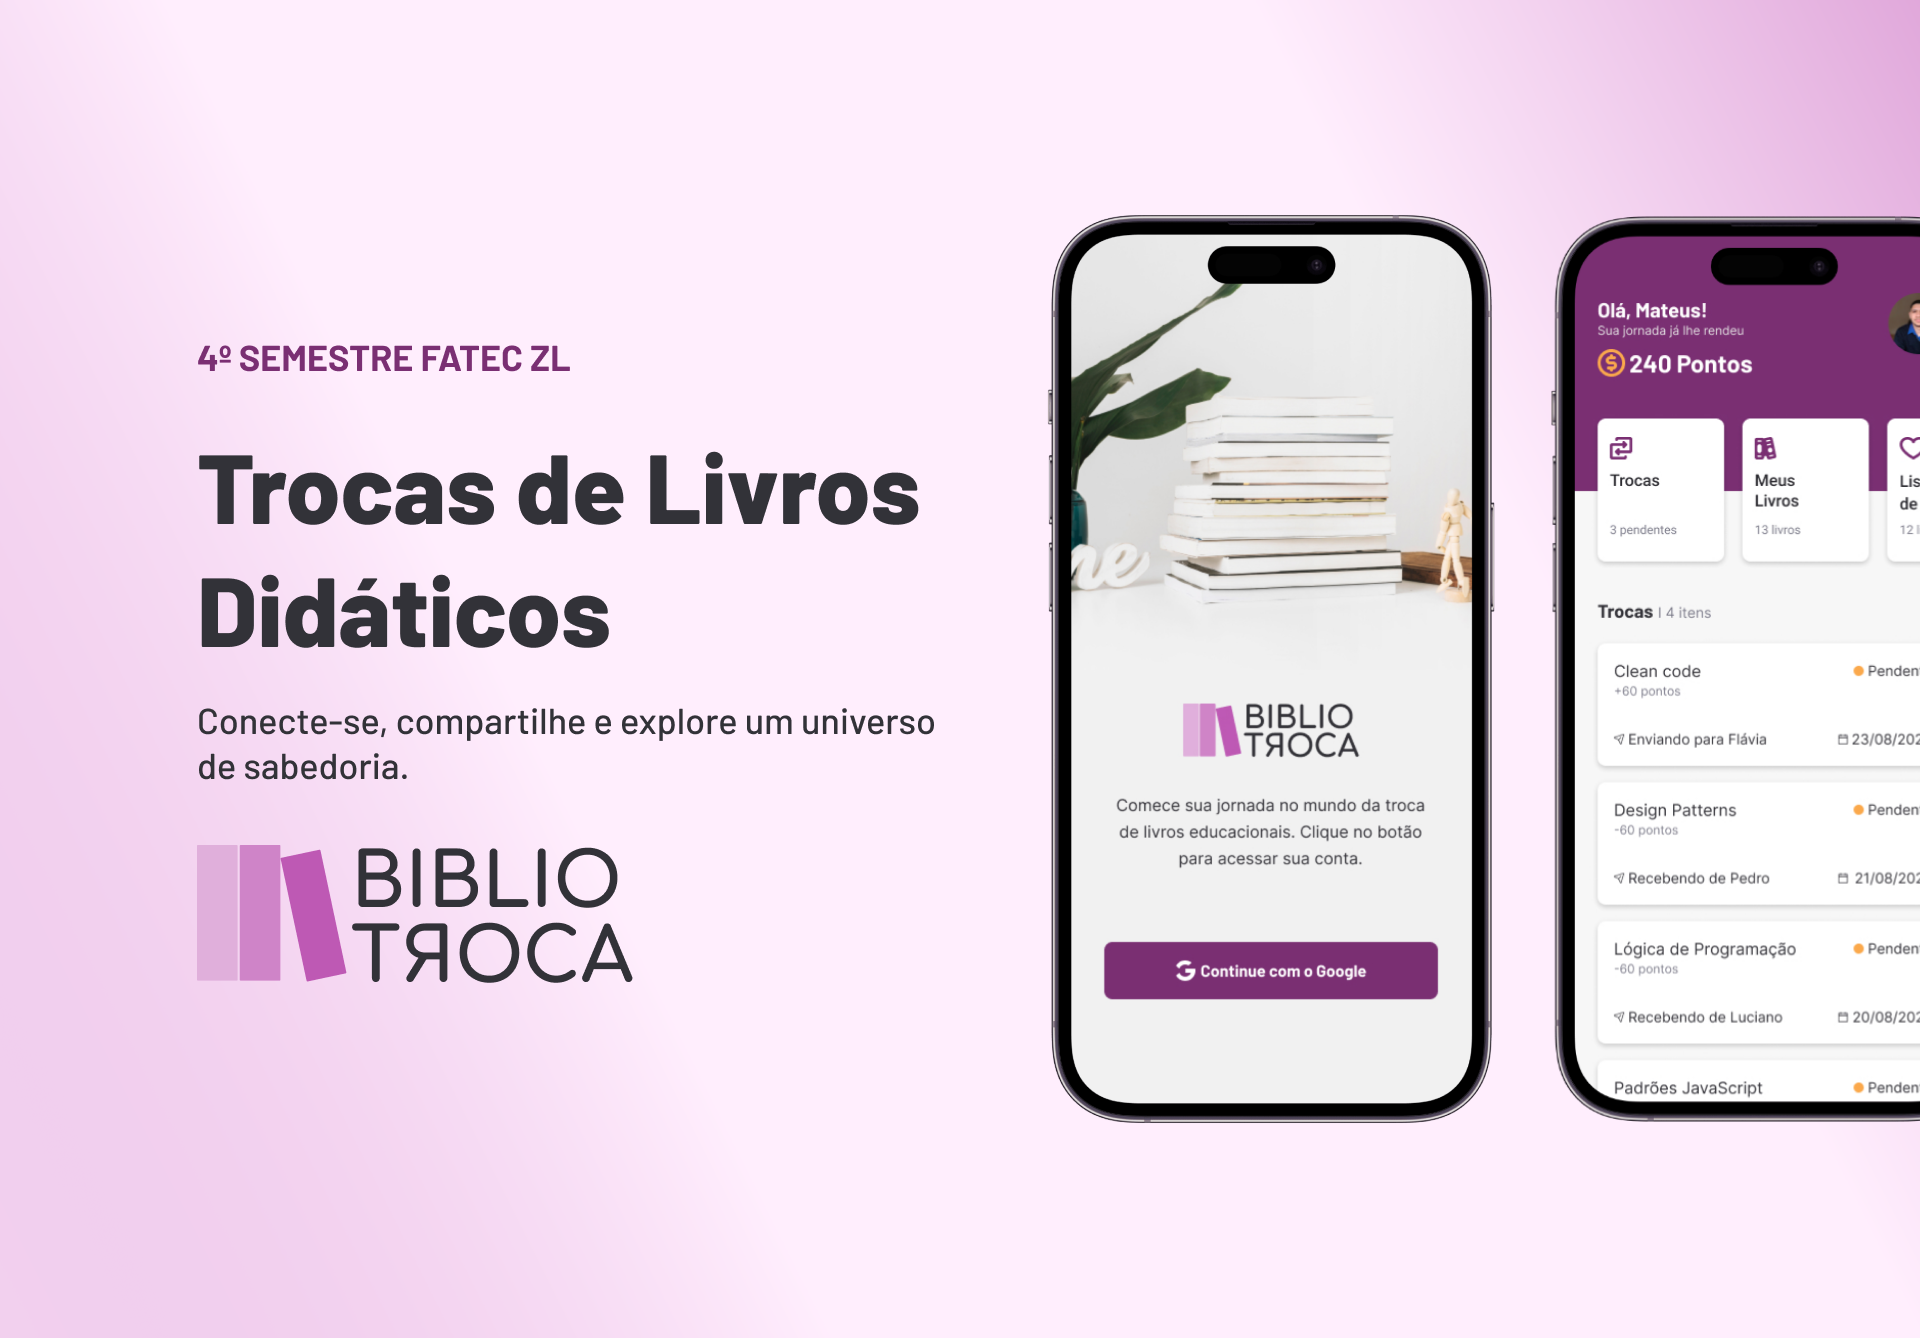 4º SEMESTRE FATEC ZL
Trocas de Livros
Didáticos
Conecte-se, compartilhe e explore um universo
de sabedoria.
BIBLIO
TROCA
BIBLIO
TROCA
Comece sua jornada no mundo da troca
de livros educacionais. Clique no botão
para acessar sua conta.
Continue com o Google
Olá, Mateus!
Sua jornada já lhe rendeu
240 Pontos
Trocas
3 pendentes
Meus
Livros
13 livros
Lis
de
12 l
Trocas | 4 itens
Clean code
Penden
+60 pontos
Enviando para Flávia
23/08/202
Design Patterns
Penden
-60 pontos
Recebendo de Pedro
21/08/202
Lógica de Programação
Penden
-60 pontos
Recebendo de Luciano
20/08/202
Padrões JavaScript
Penden